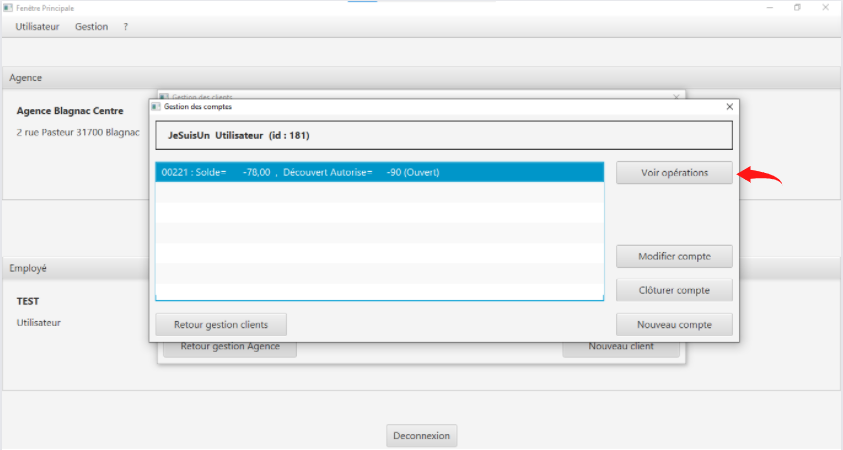 Fenêtre Principale
Utilisateur Gestion ?
Agence
Gestion des clients
Gestion des comptes
Agence Blagnac Centre
2 rue Pasteur 31700 Blagnac
JeSuisUn Utilisateur (id : 181)
00221 : Solde= -78,00 , Découvert Autorise= -90 (Ouvert)
Voir opérations
Modifier compte
Employé
Clôturer compte
TEST
Utilisateur
Retour gestion clients
Nouveau compte
Retour gestion Agence
Nouveau client
Deconnexion